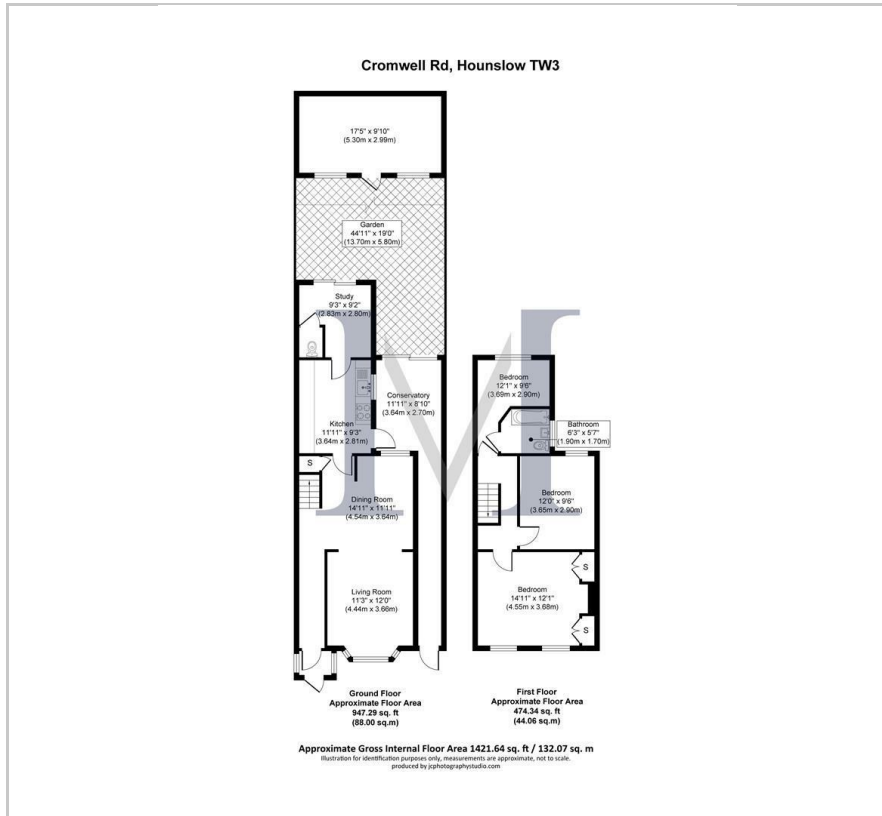 Cromwell Rd, Hounslow TW3
17'5" x 9'10"
(5.30m x 2.99m)
Garden
44'11" x 19'0"
(13.70m x 5.80m)
Study
9'3" x 9'2"
(2.83m x 2.80m)
Conservatory
11'11" x 8'10"
(3.64m x 2.70m)
Kitchen
11'11" x 9'3"
(3.64m x 2.81m)
S
Dining Room
14'11" x 11'11"
(4.54m x 3.64m)
Living Room
11'3" x 12'0"
(4.44m x 3.66m)
Ground Floor
Approximate Floor Area
947.29 sq. ft
(88.00 sq.m)
Bedroom
12'1" x 9'6"
(3.69m x 2.90m)
Bathroom
6'3" x 5'7"
(1.90m x 1.70m)
Bedroom
12'0" x 9'6"
(3.65m x 2.90m)
Bedroom
14'11" x 12'1"
(4.55m x 3.68m)
S
S
First Floor
Approximate Floor Area
474.34 sq. ft
(44.06 sq.m)
Approximate Gross Internal Floor Area 1421.64 sq. ft / 132.07 sq. m
Illustration for identification purposes only, measurements are approximate, not to scale.
produced by jcphotographystudio.com
M